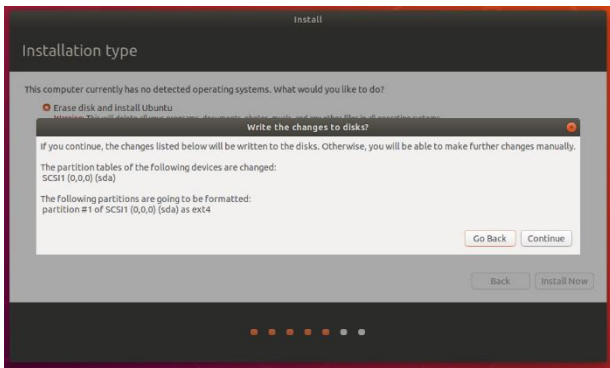 Install
Installation type
This computer currently has no detected operating systems. What would you like to do?
Erase disk and install Ubuntu
Write the changes to disks?
If you continue, the changes listed below will be written to the disks. Otherwise, you will be able to make further changes manually.
The partition tables of the following devices are changed:
SCSI1 (0,0,0) (sda)
The following partitions are going to be formatted:
partition #1 of SCSI1 (0,0,0) (sda) as ext4
Go Back Continue
Back Install Now